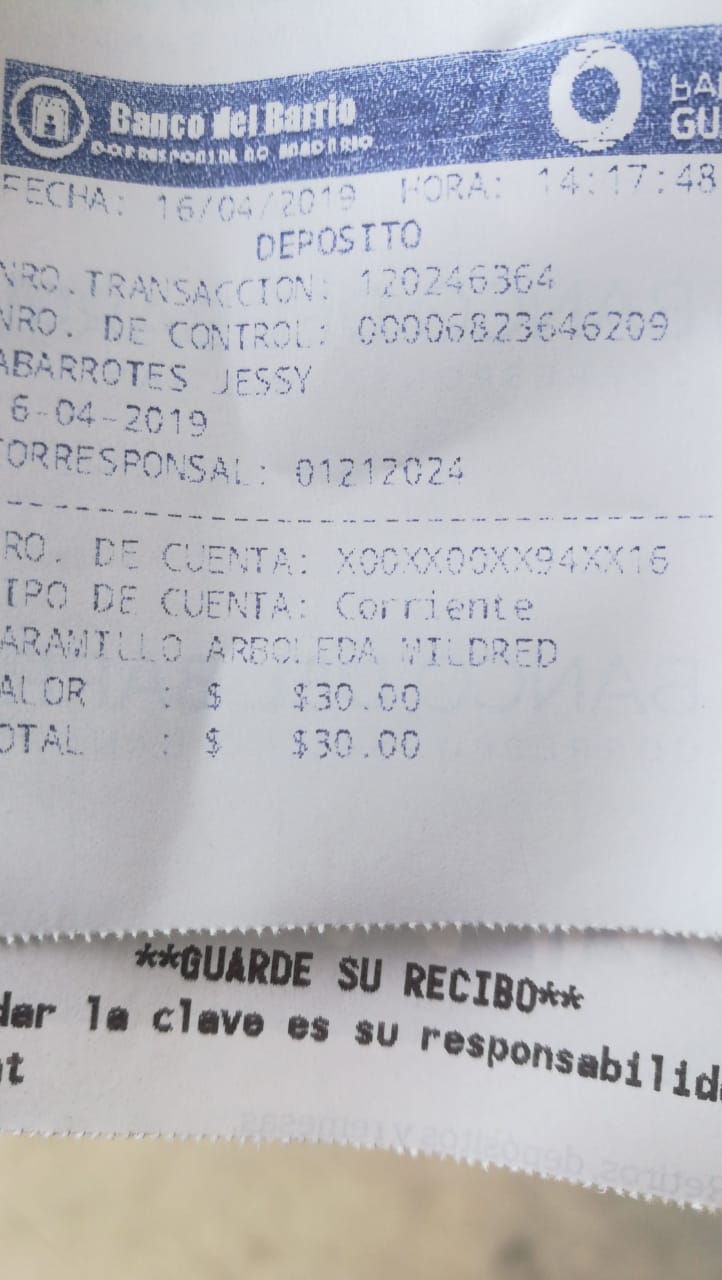 Banco del Barrio
CORRESPONSAL NO BANCARIO
BA
GU
FECHA: 16/04/2019 HORA: 14:17:48
DEPOSITO
NRO.TRANSACCION: 120246364
NRO. DE CONTROL: 00006823646209
ABARROTES JESSY
6-04-2019
CORRESPONSAL: 01212024
RO. DE CUENTA: X00XX00XX94XX16
IPO DE CUENTA: Corriente
ARAMILLO ARBOLEDA MILDRED
ALOR : $ $30.00
OTAL : $ $30.00
**GUARDE SU RECIBO**
dar la clave es su responsabilida
t
Retiros, depósitos y remesas.